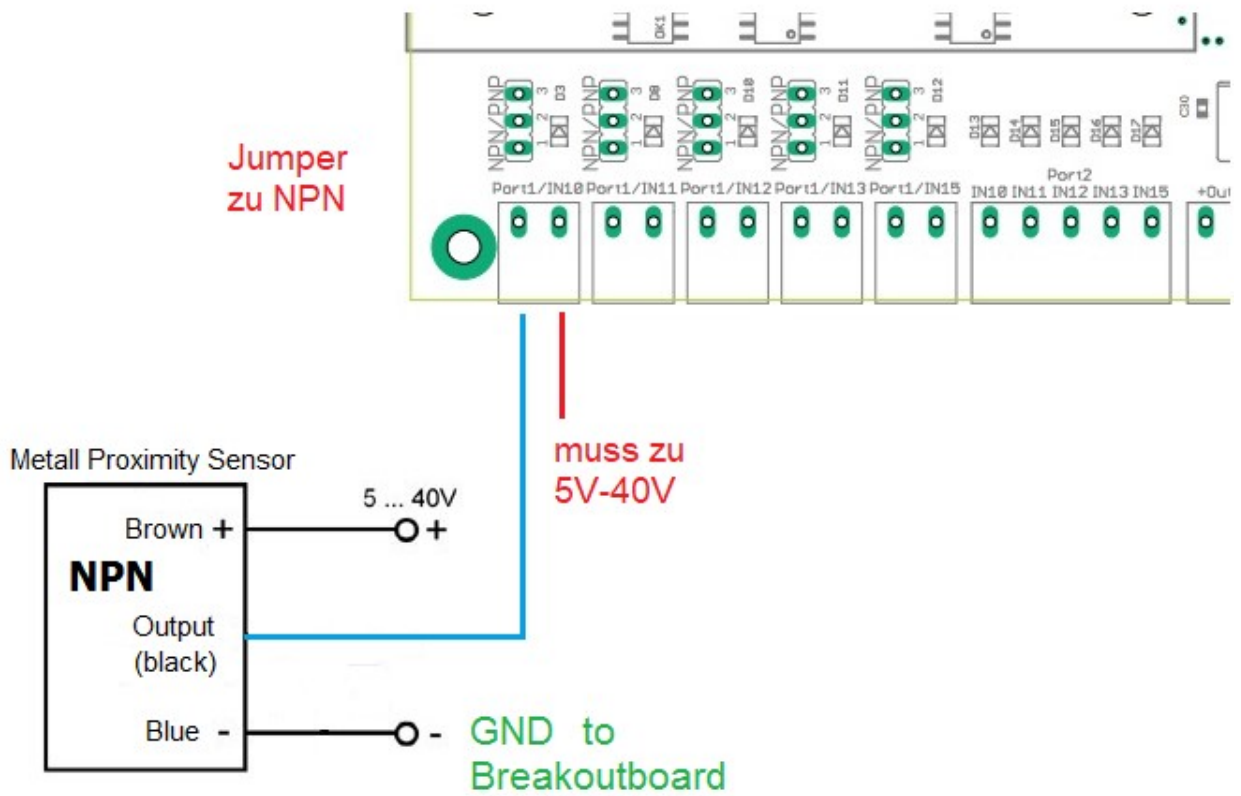 OK1
NPN/PNP
3
2
1
D3
NPN/PNP
3
2
1
D8
NPN/PNP
3
2
1
D10
NPN/PNP
3
2
1
D11
NPN/PNP
3
2
1
D12
D13
D14
D15
D16
D17
C30
Jumper
zu NPN
Port1/IN10 Port1/IN11 Port1/IN12 Port1/IN13 Port1/IN15
Port2
IN10 IN11 IN12 IN13 IN15
muss zu
5V-40V
Metall Proximity Sensor
5 ... 40V
Brown + +
NPN
Output
(black)
Blue - -
GND to
Breakoutboard